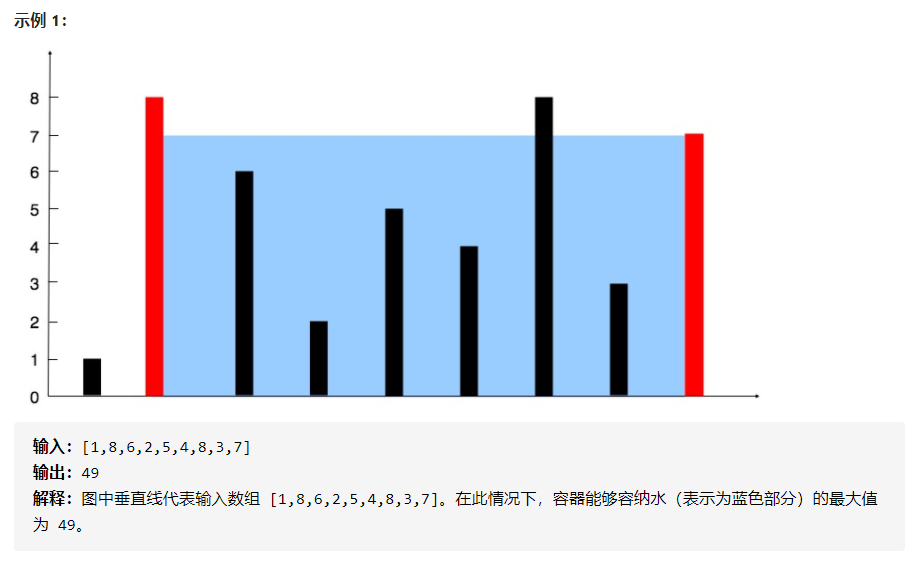 示例 1：
8
7
6
5
4
3
2
1
0
输入：[1,8,6,2,5,4,8,3,7]
输出：49
解释：图中垂直线代表输入数组 [1,8,6,2,5,4,8,3,7]。在此情况下，容器能够容纳水（表示为蓝色部分）的最大值
为 49。